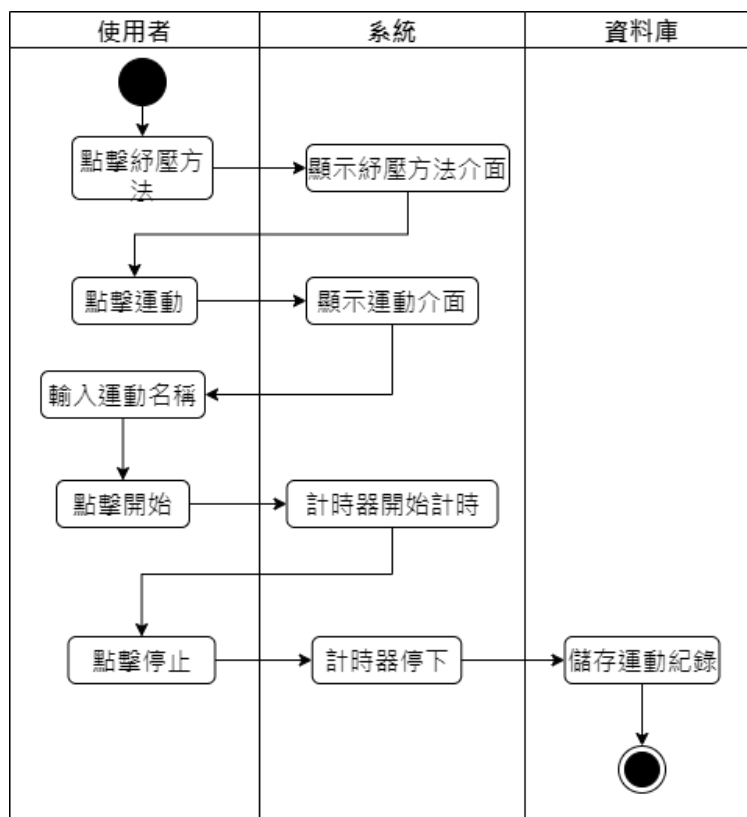 使用者
系統
資料庫
點擊紓壓方
法
顯示紓壓方法介面
點擊運動
顯示運動介面
輸入運動名稱
點擊開始
計時器開始計時
點擊停止
計時器停下
儲存運動紀錄